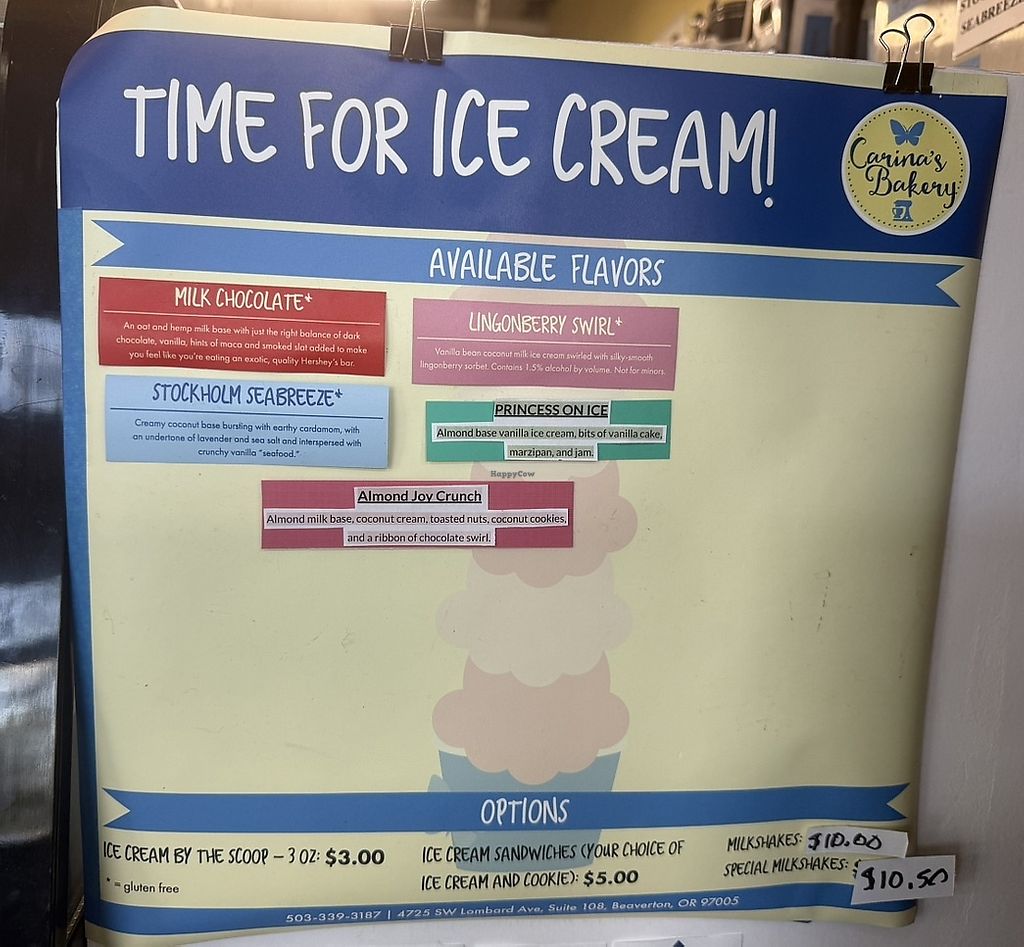 STO
SEABREEZE
TIME FOR ICE CREAM!
Carina's
Bakery
AVAILABLE FLAVORS
MILK CHOCOLATE*
An oat and hemp milk base with just the right balance of dark
chocolate, vanilla, hints of maca and smoked slat added to make
you feel like you're eating an exotic, quality Hershey's bar.
LINGONBERRY SWIRL*
Vanilla bean coconut milk ice cream swirled with silky-smooth
lingonberry sorbet. Contains 1.5% alcohol by volume. Not for minors.
STOCKHOLM SEABREEZE*
Creamy coconut base bursting with earthy cardamom, with
an undertone of lavender and sea salt and interspersed with
crunchy vanilla "seafood."
PRINCESS ON ICE
Almond base vanilla ice cream, bits of vanilla cake,
marzipan, and jam.
HappyCow
Almond Joy Crunch
Almond milk base, coconut cream, toasted nuts, coconut cookies,
and a ribbon of chocolate swirl.
OPTIONS
ICE CREAM BY THE SCOOP – 3 OZ: $3.00
* = gluten free
ICE CREAM SANDWICHES (YOUR CHOICE OF
ICE CREAM AND COOKIE): $5.00
MILKSHAKES: $10.00
SPECIAL MILKSHAKES: $10.50
503-339-3187 | 4725 SW Lombard Ave, Suite 108, Beaverton, OR 97005